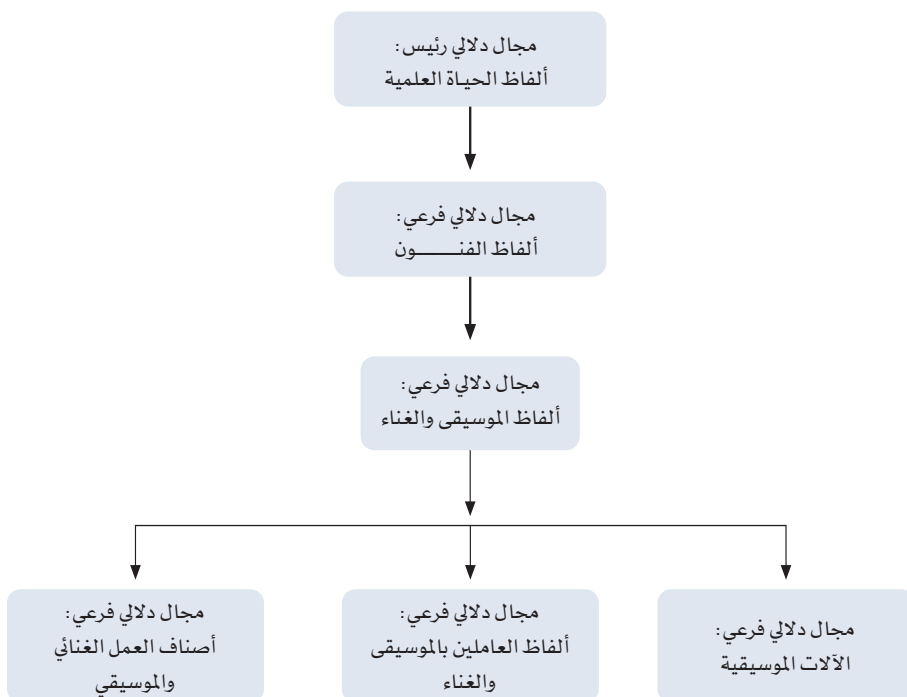 مجال دلالي رئيس:
ألفاظ الحياة العلمية
مجال دلالي فرعي:
ألفاظ الفنـــــون
مجال دلالي فرعي:
ألفاظ الموسيقى والغناء
مجال دلالي فرعي:
الآلات الموسيقية
مجال دلالي فرعي:
ألفاظ العاملين بالموسيقى
والغناء
مجال دلالي فرعي:
أصناف العمل الغنائي
والموسيقي